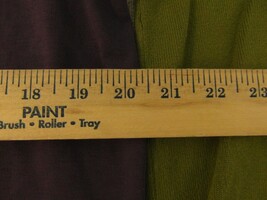 18 19 20 21 22 23
PAINT
Brush • Roller • Tray